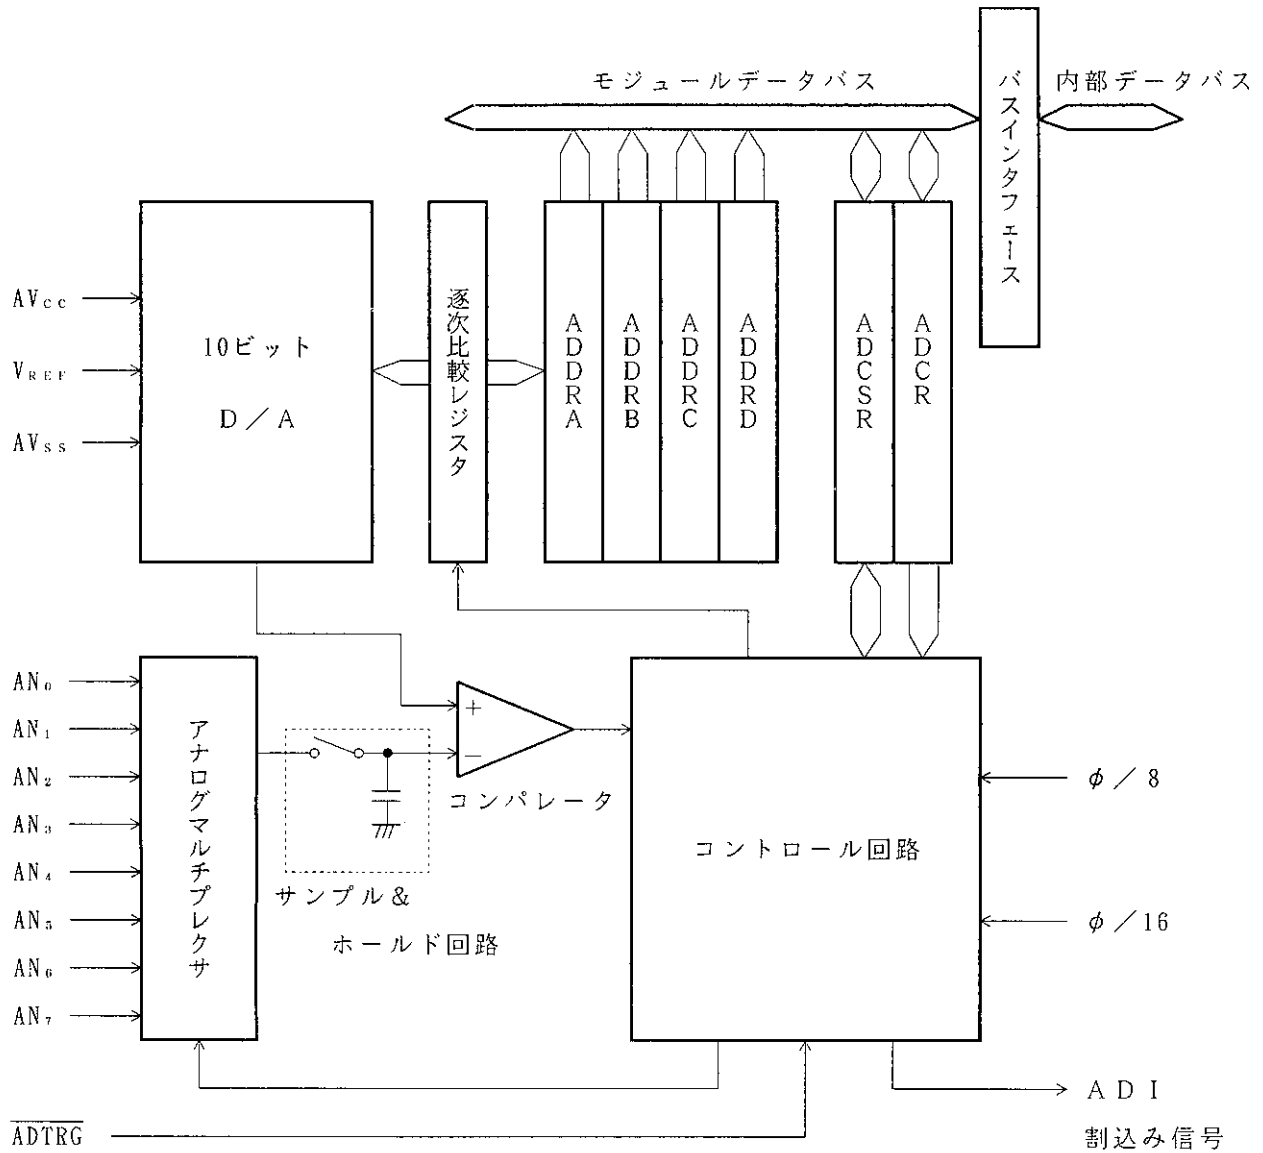 モジュールデータバス
内部データバス
バスインタフェース
AVcc
VREF
AVss
10ビット
D／A
逐次比較レジスタ
ADDRA
ADDRB
ADDRC
ADDRD
ADCSR
ADCR
AN₀
AN₁
AN₂
AN₃
AN₄
AN₅
AN₆
AN₇
アナログマルチプレクサ
+
−
コンパレータ
サンプル＆
ホールド回路
コントロール回路
φ／8
φ／16
ADI
割込み信号
ADTRG